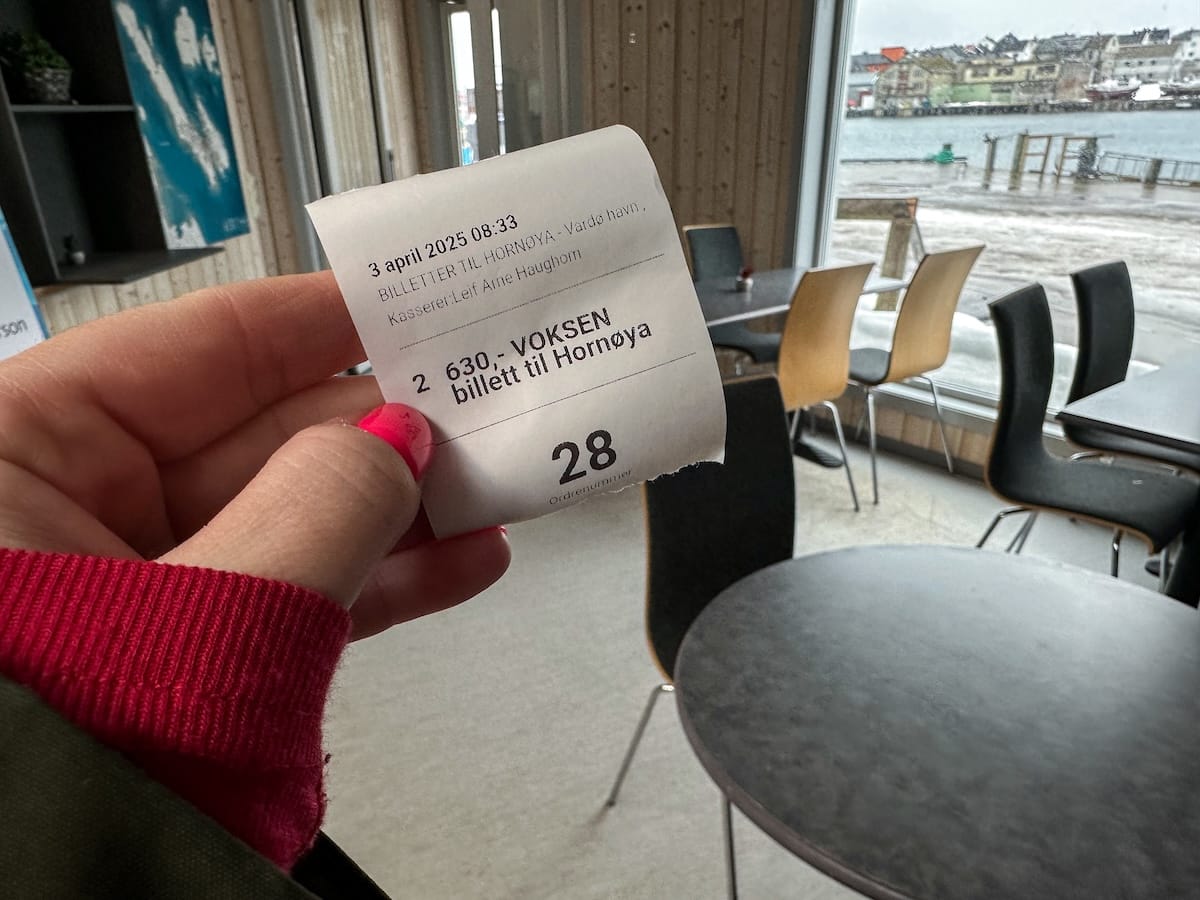 3 april 2025 08:33
BILLETTER TIL HORNØYA - Vardø havn ,
Kasserer:Leif Arne Haughorn
2 630,- VOKSEN
billett til Hornøya
28
Ordrenummer